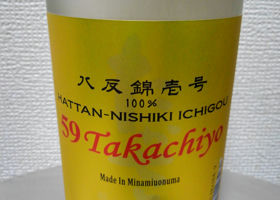 八反錦壱号
100%
HATTAN-NISHIKI ICHIGOU
59 Takachiyo
Made In Minamiuonuma